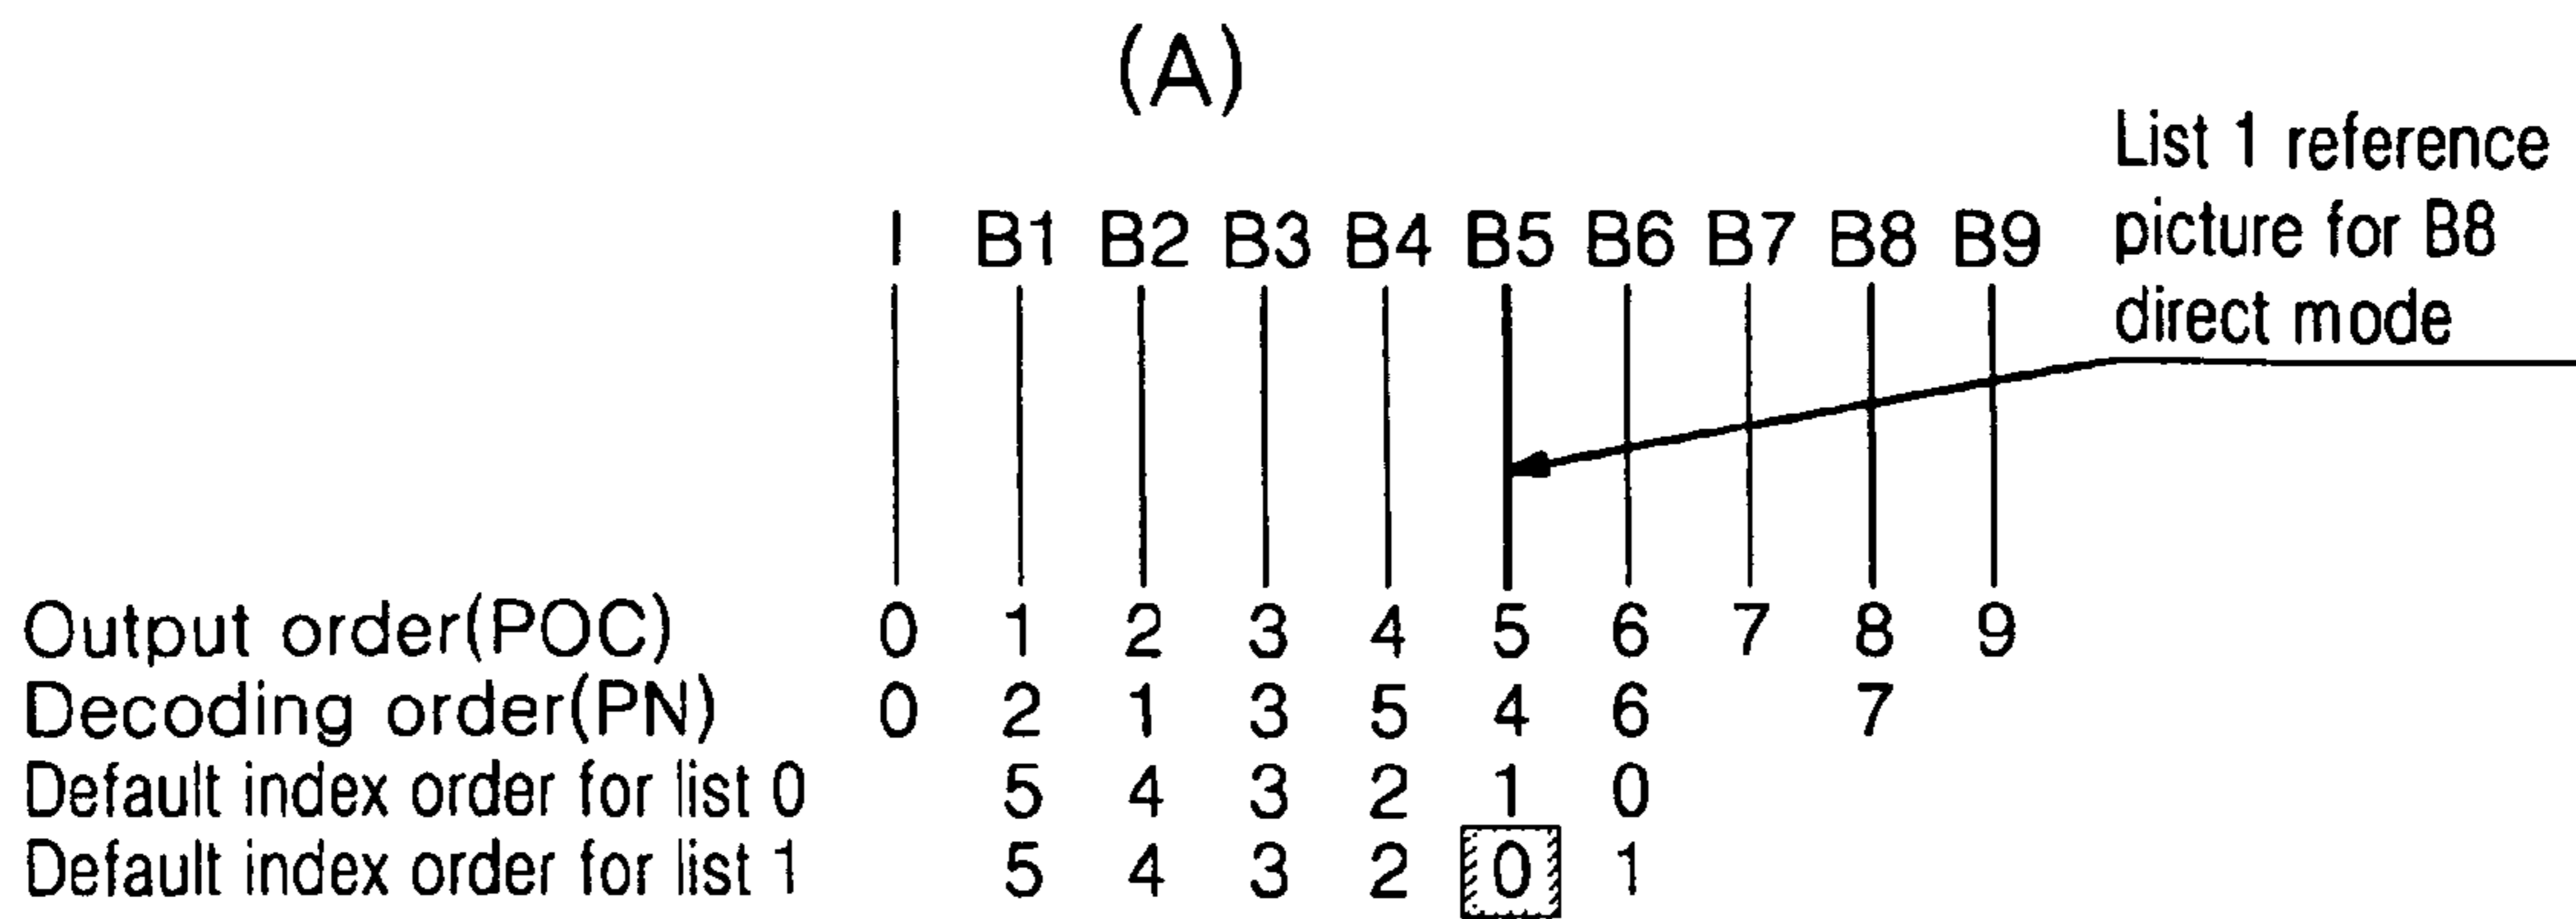 (A)
List 1 reference
picture for B8
direct mode
I B1 B2 B3 B4 B5 B6 B7 B8 B9
Output order(POC) 0 1 2 3 4 5 6 7 8 9
Decoding order(PN) 0 2 1 3 5 4 6 7
Default index order for list 0 5 4 3 2 1 0
Default index order for list 1 5 4 3 2 0 1